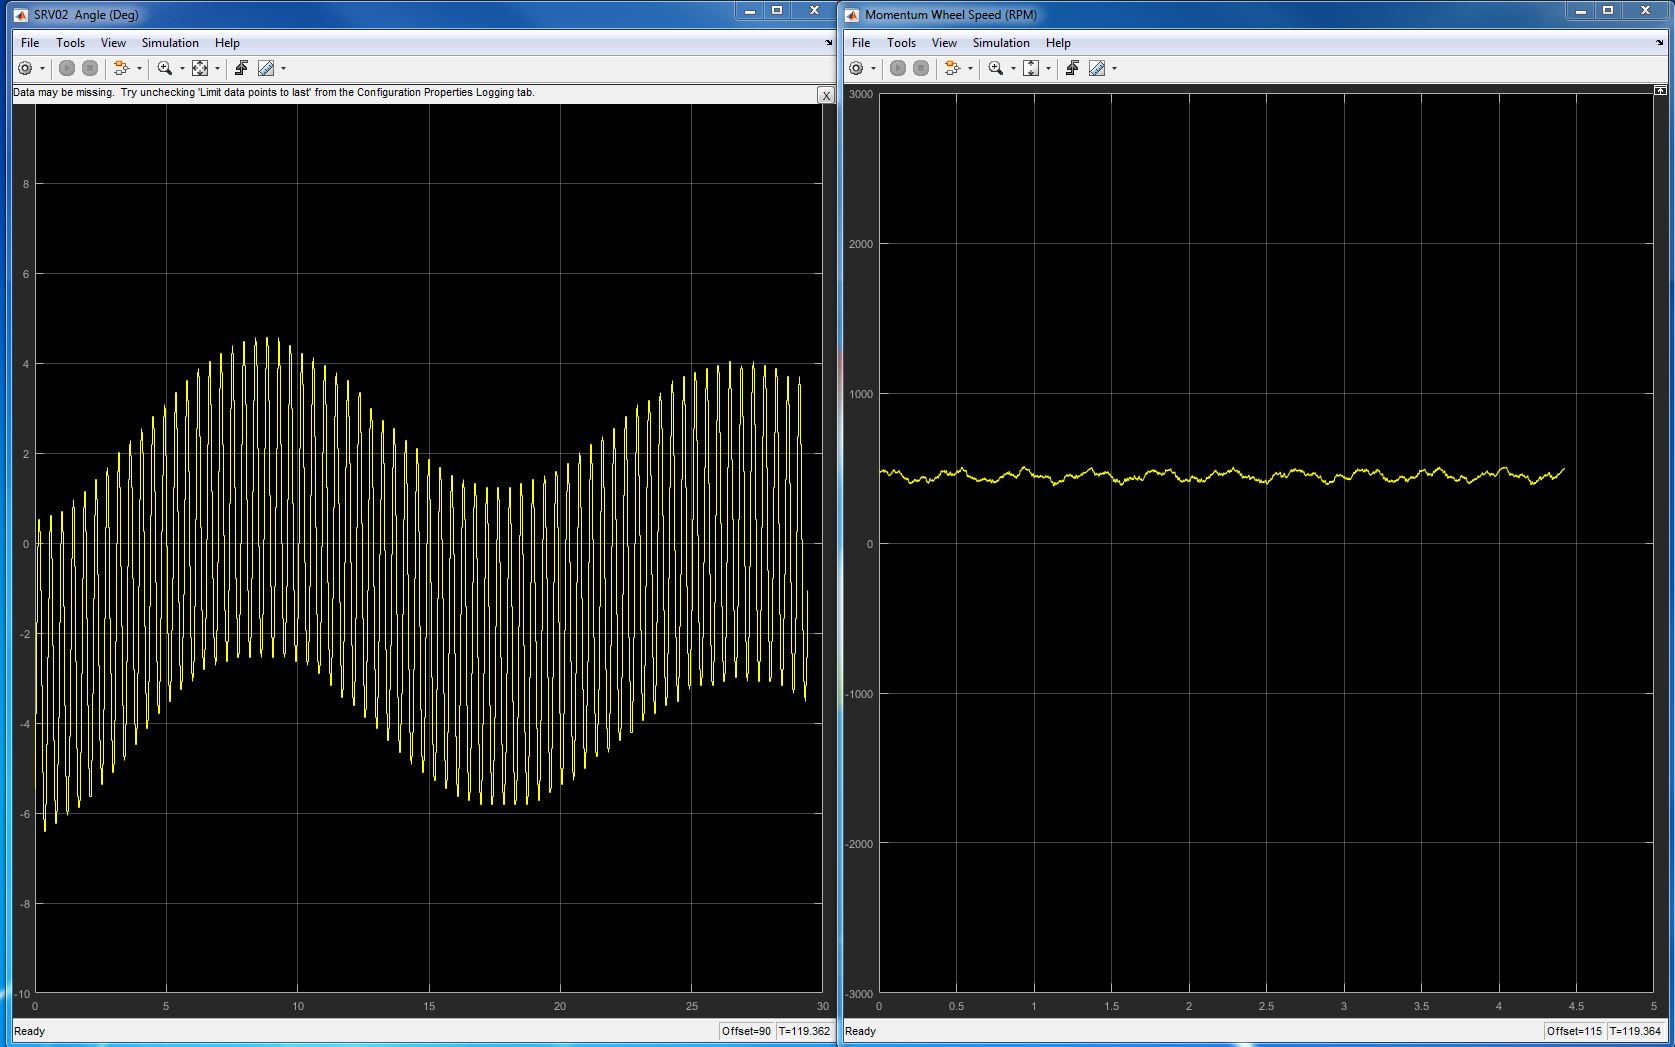 SRV02  Angle (Deg)
File Tools View Simulation Help
Data may be missing.  Try unchecking 'Limit data points to last' from the Configuration Properties Logging tab.
X
8
6
4
2
0
-2
-4
-6
-8
-10
0 5 10 15 20 25 30
Ready Offset=90 T=119.362
Momentum Wheel Speed (RPM)
File Tools View Simulation Help
3000
2000
1000
0
-1000
-2000
-3000
0 0.5 1 1.5 2 2.5 3 3.5 4 4.5 5
Ready Offset=115 T=119.364